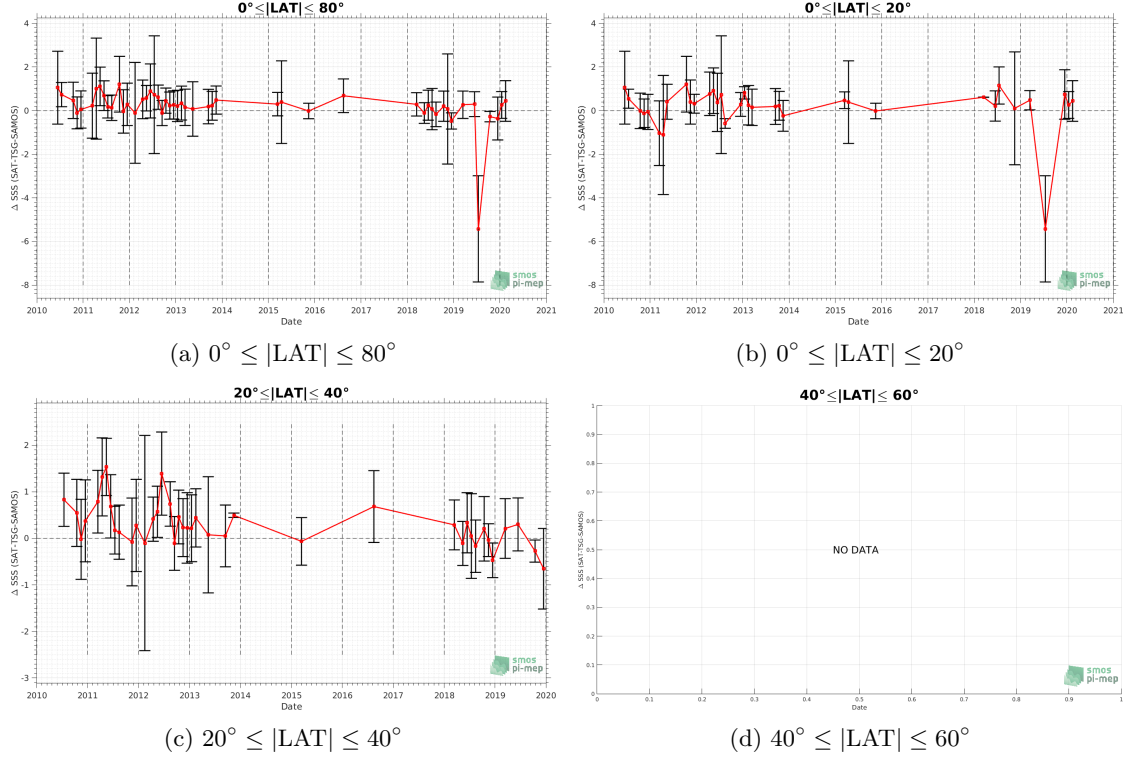 0°≤|LAT|≤ 80°
4
2
0
-2
-4
-6
-8
Δ SSS (SAT-TSG-SAMOS)
2010 2011 2012 2013 2014 2015 2016 2017 2018 2019 2020 2021
Date
smos
pi-mep
(a) 0° ≤ |LAT| ≤ 80°
0°≤|LAT|≤ 20°
4
2
0
-2
-4
-6
-8
Δ SSS (SAT-TSG-SAMOS)
2010 2011 2012 2013 2014 2015 2016 2017 2018 2019 2020 2021
Date
smos
pi-mep
(b) 0° ≤ |LAT| ≤ 20°
20°≤|LAT|≤ 40°
2
1
0
-1
-2
-3
Δ SSS (SAT-TSG-SAMOS)
2010 2011 2012 2013 2014 2015 2016 2017 2018 2019 2020
Date
smos
pi-mep
(c) 20° ≤ |LAT| ≤ 40°
40°≤|LAT|≤ 60°
1
0.9
0.8
0.7
0.6
0.5
0.4
0.3
0.2
0.1
0
Δ SSS (SAT-TSG-SAMOS)
NO DATA
0 0.1 0.2 0.3 0.4 0.5 0.6 0.7 0.8 0.9 1
Date
smos
pi-mep
(d) 40° ≤ |LAT| ≤ 60°